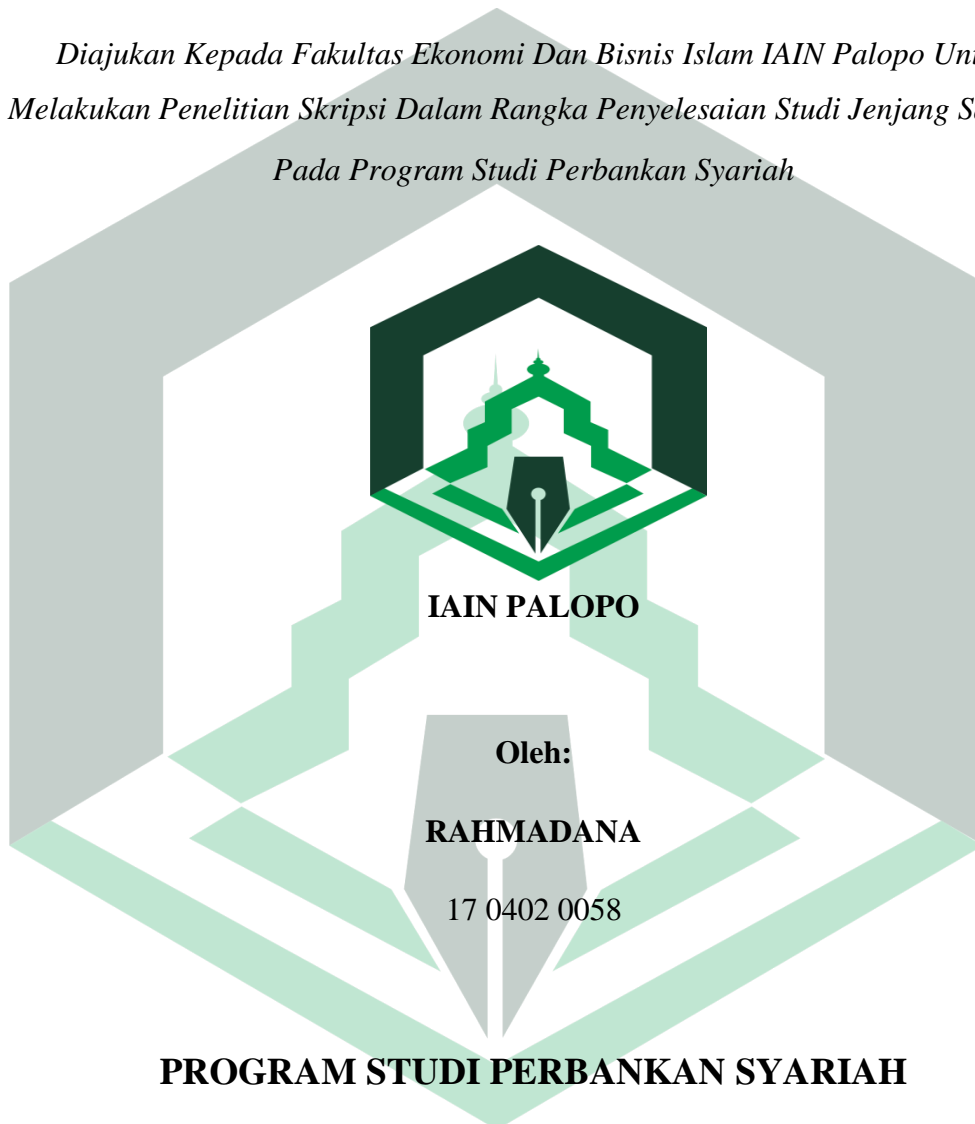 Diajukan Kepada Fakultas Ekonomi Dan Bisnis Islam IAIN Palopo
Melakukan Penelitian Skripsi Dalam Rangka Penyelesaian Studi Jenjang
Pada Program Studi Perbankan Syariah
IAIN PALOPO
Oleh:
RAHMADANA
17 0402 0058
PROGRAM STUDI PERBANKAN SYARIAH